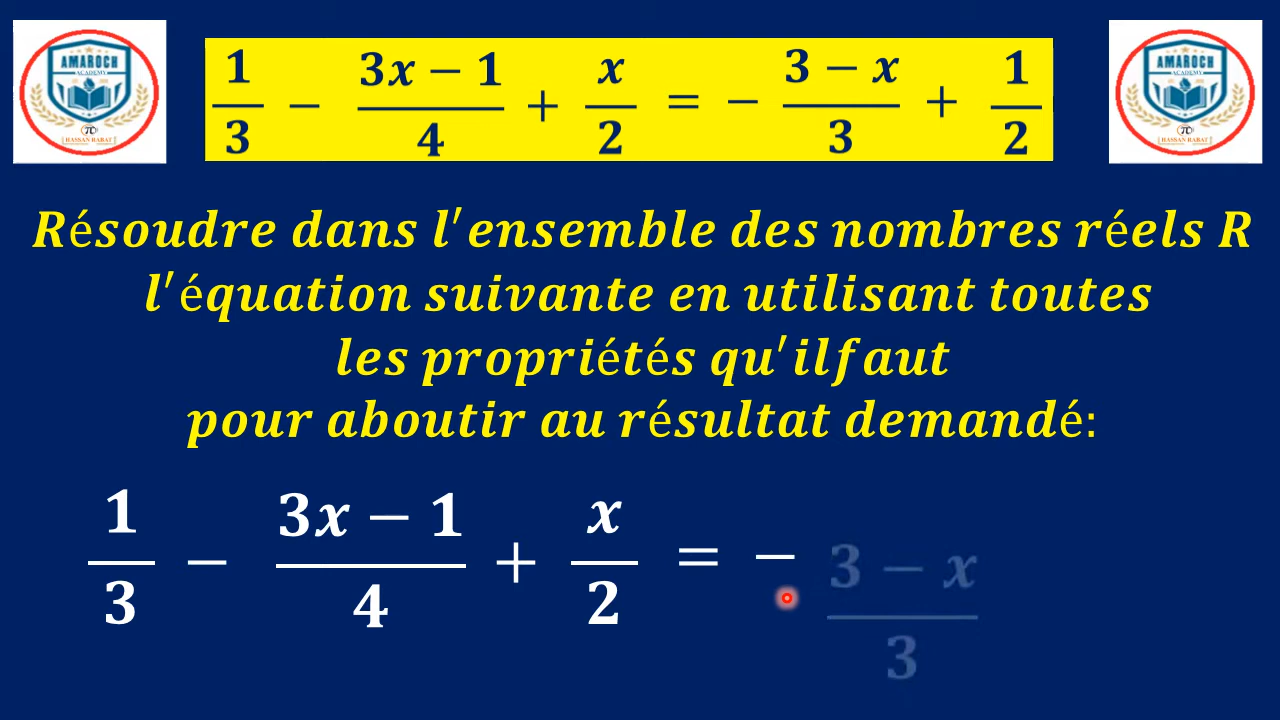 AMAROCH
ACADEMY
HASSAN RABAT
1/3 − (3x − 1)/4 + x/2 = − (3 − x)/3 + 1/2
AMAROCH
ACADEMY
HASSAN RABAT
Résoudre dans l'ensemble des nombres réels R
l'équation suivante en utilisant toutes
les propriétés qu'ilfaut
pour aboutir au résultat demandé:
1/3 − (3x − 1)/4 + x/2 = − (3 − x)/3